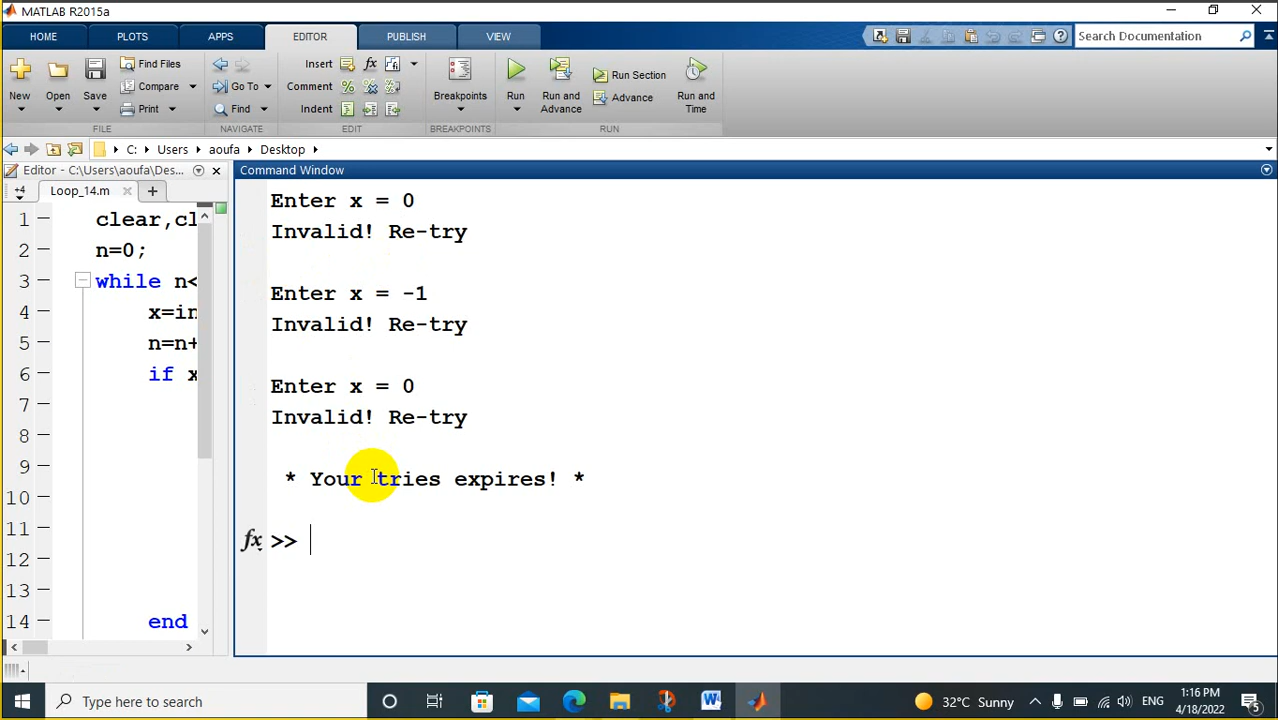 MATLAB R2015a
HOME PLOTS APPS EDITOR PUBLISH VIEW
Search Documentation
New Open Save Find Files Compare Print
Go To Find
Insert fx Comment Indent
Breakpoints
Run Run and Advance Run Section Advance Run and Time
FILE NAVIGATE EDIT BREAKPOINTS RUN
C: Users aoufa Desktop
Editor - C:\Users\aoufa\Des...
Loop_14.m
1 clear,cl
2 n=0;
3 while n<
4 x=in
5 n=n+
6 if x
7
8
9
10
11
12
13
14 end
Command Window
Enter x = 0
Invalid! Re-try
Enter x = -1
Invalid! Re-try
Enter x = 0
Invalid! Re-try
* Your tries expires! *
fx >>
Type here to search
32°C Sunny
ENG
1:16 PM
4/18/2022
5